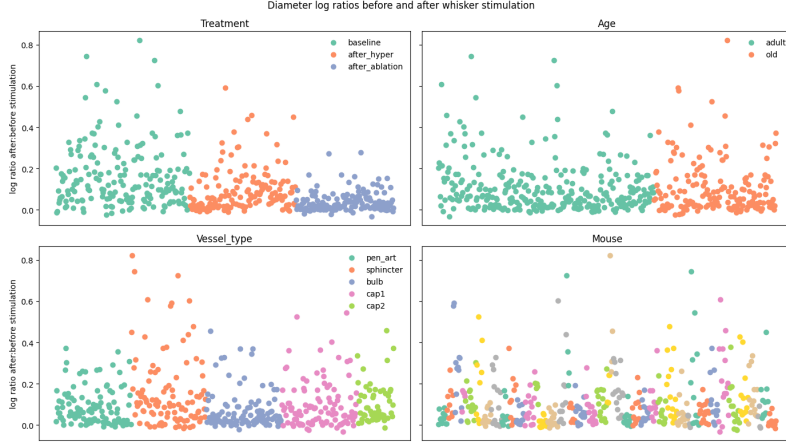 Diameter log ratios before and after whisker stimulation
Treatment
Age
log ratio after:before stimulation
0.8
0.6
0.4
0.2
0.0
baseline
after_hyper
after_ablation
adult
old
Vessel_type
Mouse
log ratio after:before stimulation
0.8
0.6
0.4
0.2
0.0
pen_art
sphincter
bulb
cap1
cap2